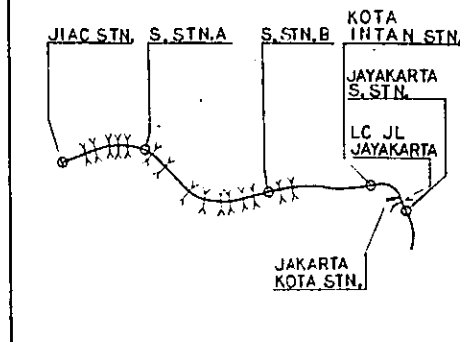 JIAC STN.
S. STN. A
S. STN. B
KOTA
INTAN STN.
JAYAKARTA
S. STN.
LC JL
JAYAKARTA
JAKARTA
KOTA STN.